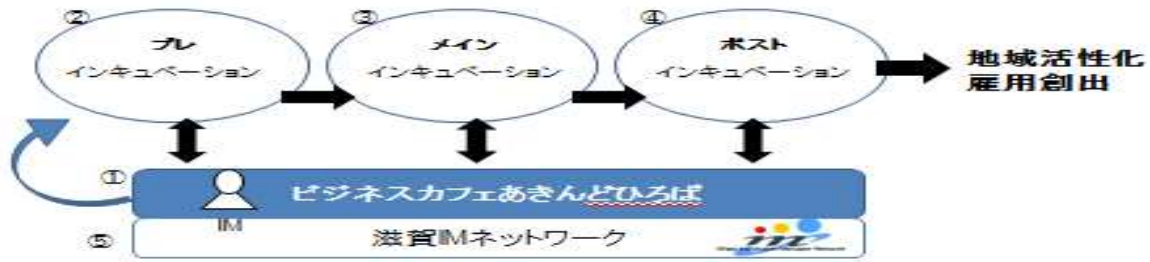 ② ③ ④
プレ
インキュベーション
メイン
インキュベーション
ポスト
インキュベーション
地域活性化
雇用創出
①
ビジネスカフェあきんどひろば
IM
⑤
滋賀IMネットワーク
im